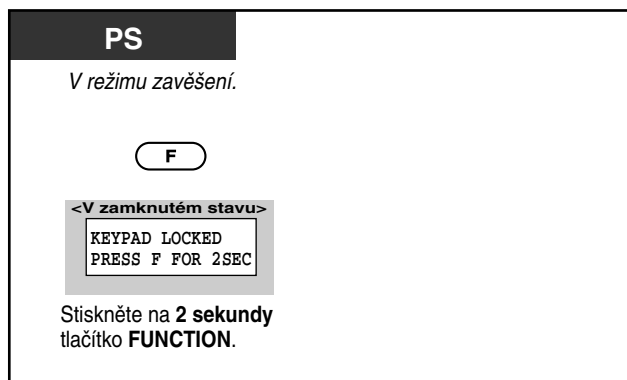 PS
V režimu zavěšení.
F
<V zamknutém stavu>
KEYPAD LOCKED
PRESS F FOR 2SEC
Stiskněte na 2 sekundy
tlačítko FUNCTION.